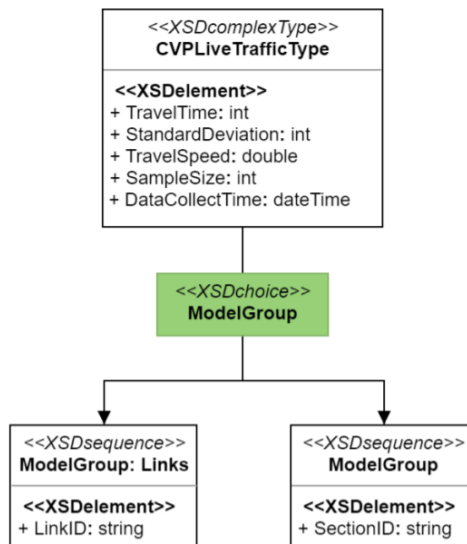 <<XSDcomplexType>>
CVPLiveTrafficType
<<XSDelement>>
+ TravelTime: int
+ StandardDeviation: int
+ TravelSpeed: double
+ SampleSize: int
+ DataCollectTime: dateTime
<<XSDchoice>>
ModelGroup
<<XSDsequence>>
ModelGroup: Links
<<XSDelement>>
+ LinkID: string
<<XSDsequence>>
ModelGroup
<<XSDelement>>
+ SectionID: string